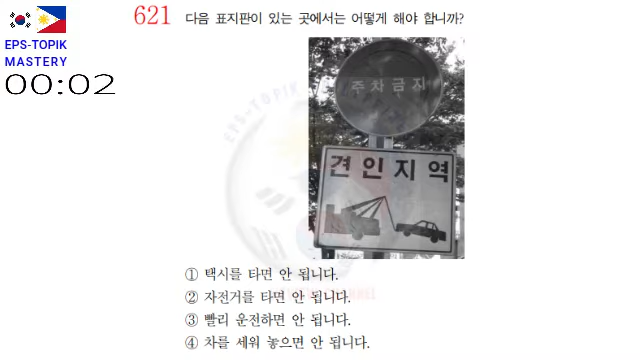 621 다음 표지판이 있는 곳에서는 어떻게 해야 합니까?
EPS-TOPIK
MASTERY
00:02
주차금지
견인지역
① 택시를 타면 안 됩니다.
② 자전거를 타면 안 됩니다.
③ 빨리 운전하면 안 됩니다.
④ 차를 세워 놓으면 안 됩니다.